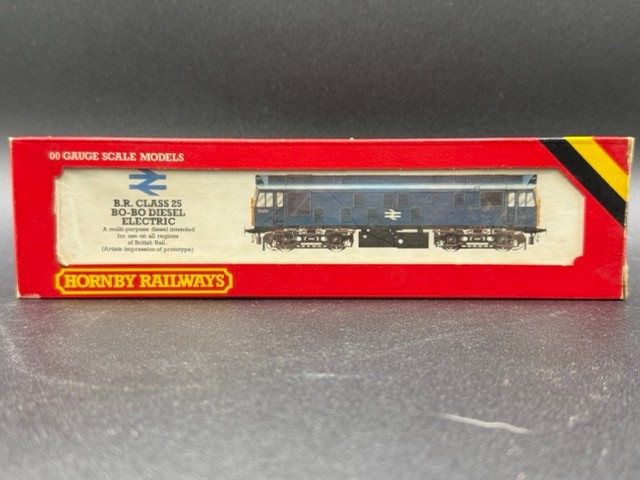 00 GAUGE SCALE MODELS
B.R. CLASS 25
BO-BO DIESEL
ELECTRIC
A multi-purpose diesel intended
for use on all regions
of British Rail.
(Artists impression of prototype)
HORNBY RAILWAYS